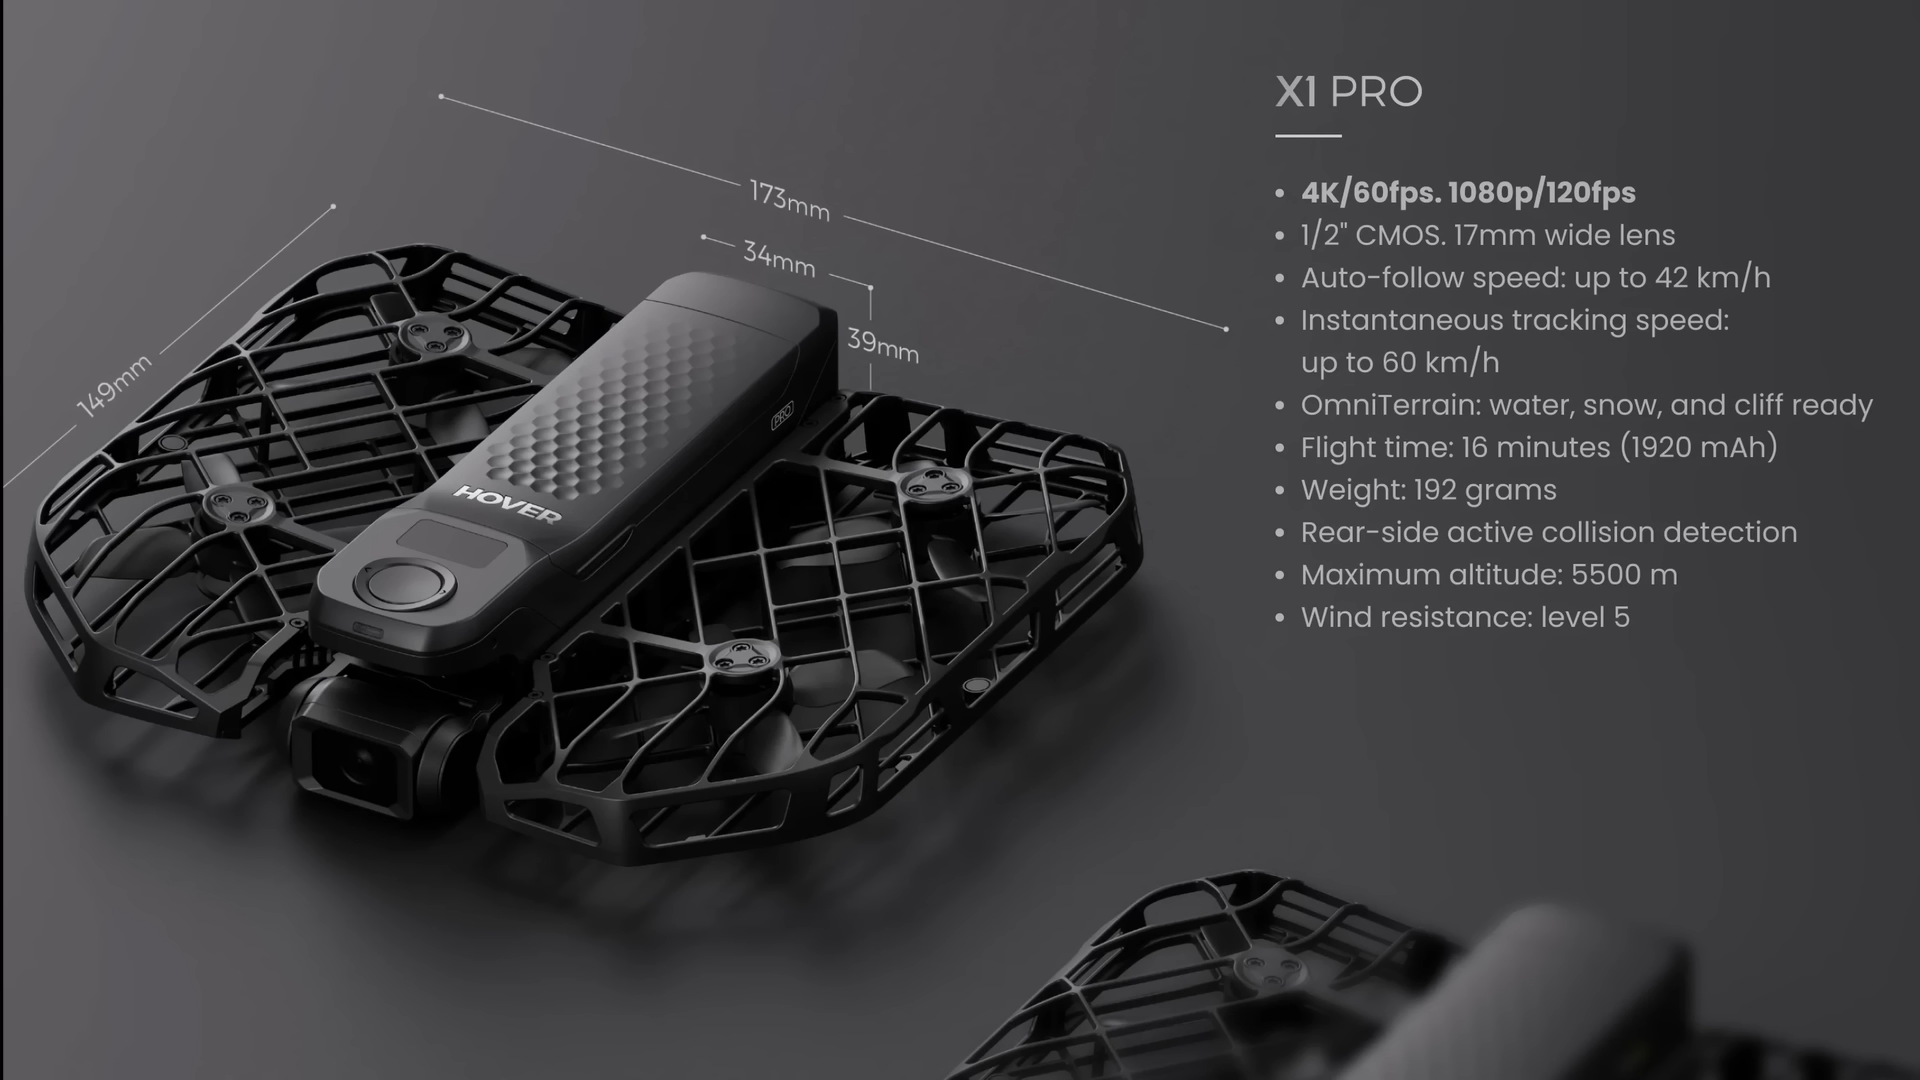 X1 PRO
173mm
34mm
39mm
149mm
PRO
HOVER
• 4K/60fps. 1080p/120fps
• 1/2" CMOS. 17mm wide lens
• Auto-follow speed: up to 42 km/h
• Instantaneous tracking speed:
up to 60 km/h
• OmniTerrain: water, snow, and cliff ready
• Flight time: 16 minutes (1920 mAh)
• Weight: 192 grams
• Rear-side active collision detection
• Maximum altitude: 5500 m
• Wind resistance: level 5